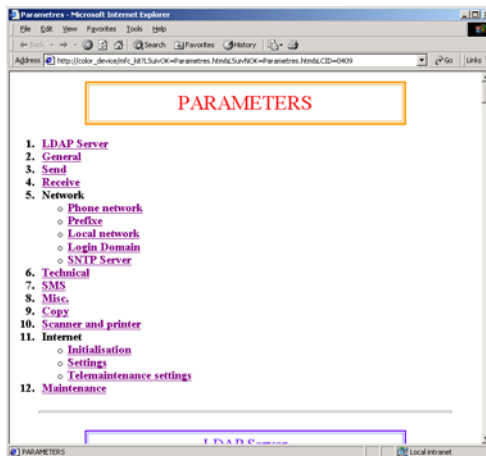 Parametres - Microsoft Internet Explorer
File Edit View Favorites Tools Help
Back Search Favorites History
Address http://color_device/mfc_kit?LSuivOK=Parametres.htm&LSuivNOK=Parametres.htm&LCID=0409 Go Links
PARAMETERS
1. LDAP Server
2. General
3. Send
4. Receive
5. Network
Phone network
Prefixe
Local network
Login Domain
SNTP Server
6. Technical
7. SMS
8. Misc.
9. Copy
10. Scanner and printer
11. Internet
Initialisation
Settings
Telemaintenance settings
12. Maintenance
LDAP Server
PARAMETERS Local intranet